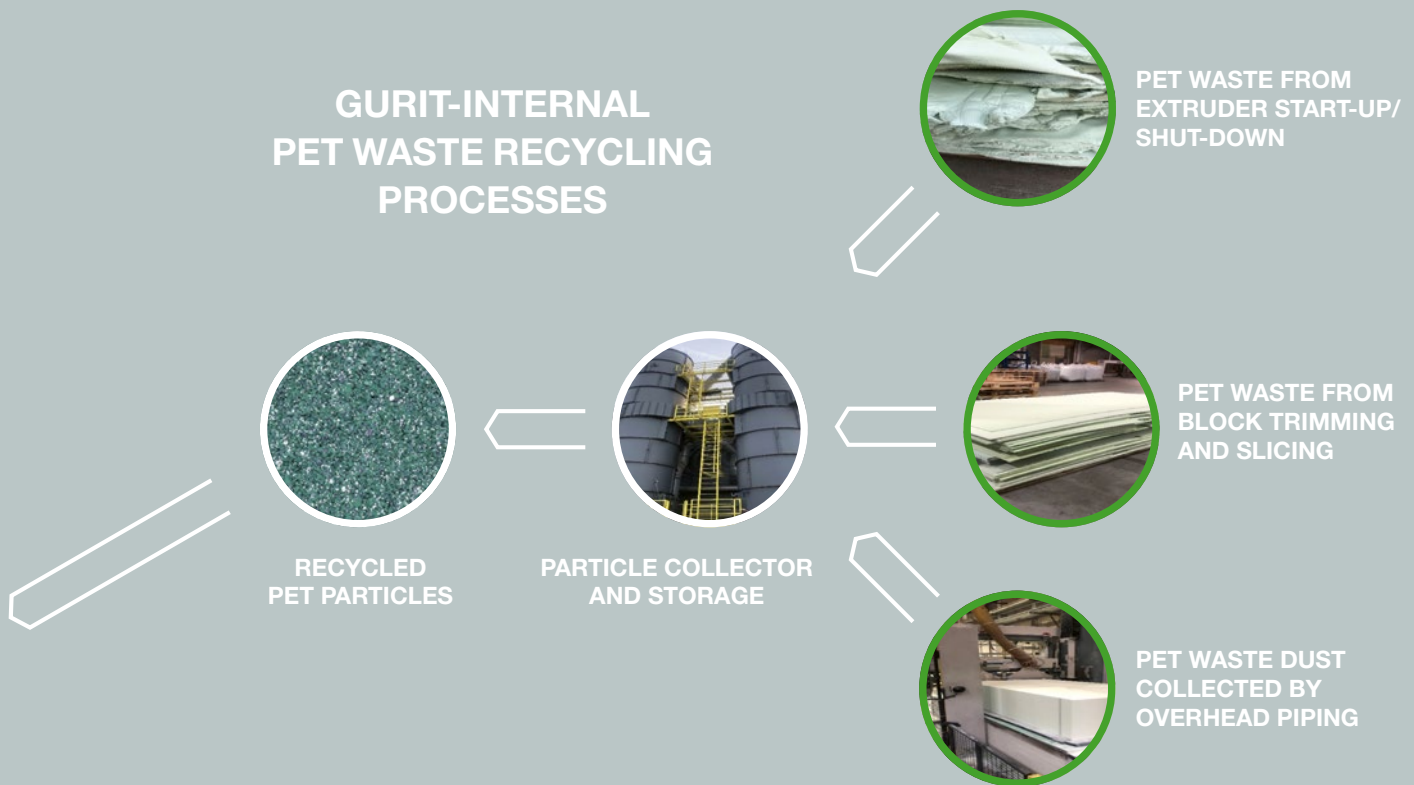 GURIT-INTERNAL
PET WASTE RECYCLING
PROCESSES
PET WASTE FROM
EXTRUDER START-UP/
SHUT-DOWN
PET WASTE FROM
BLOCK TRIMMING
AND SLICING
RECYCLED
PET PARTICLES
PARTICLE COLLECTOR
AND STORAGE
PET WASTE DUST
COLLECTED BY
OVERHEAD PIPING